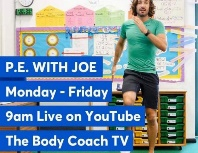 P.E. WITH JOE
Monday - Friday
9am Live on YouTube
The Body Coach TV